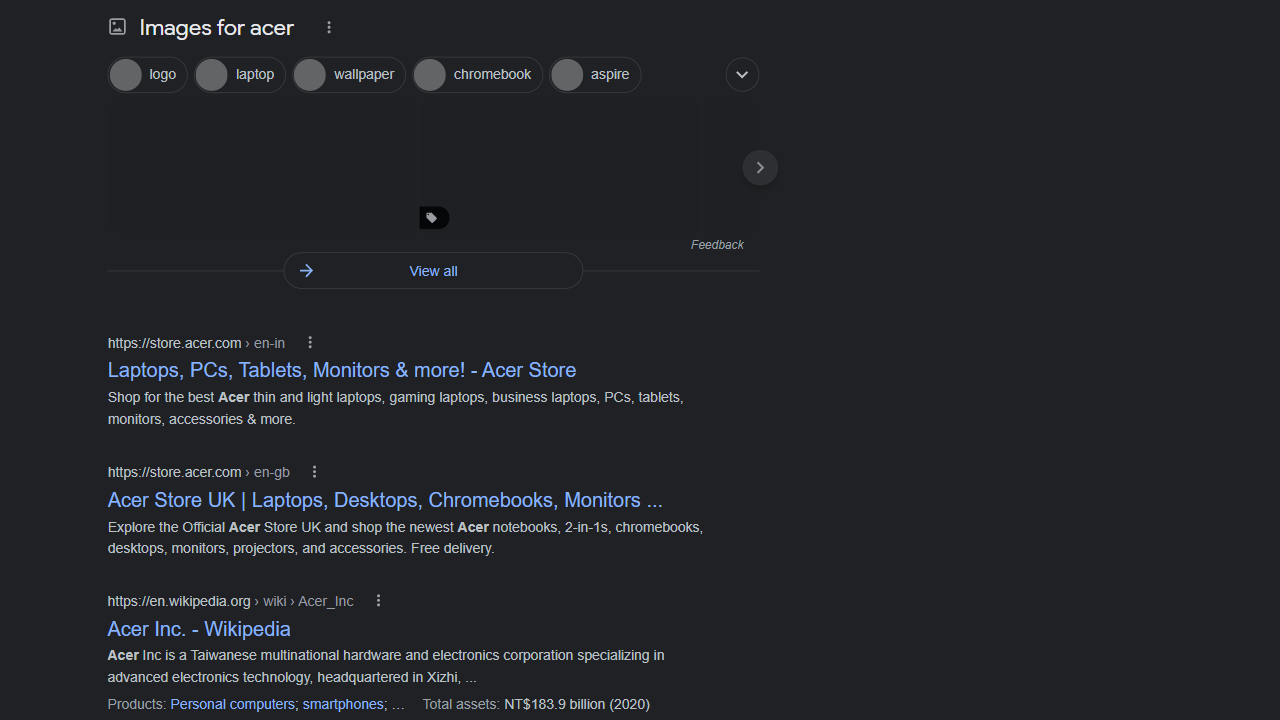 Images for acer
logo laptop wallpaper chromebook aspire
Feedback
View all
https://store.acer.com › en-in
Laptops, PCs, Tablets, Monitors & more! - Acer Store
Shop for the best Acer thin and light laptops, gaming laptops, business laptops, PCs, tablets,
monitors, accessories & more.
https://store.acer.com › en-gb
Acer Store UK | Laptops, Desktops, Chromebooks, Monitors ...
Explore the Official Acer Store UK and shop the newest Acer notebooks, 2-in-1s, chromebooks,
desktops, monitors, projectors, and accessories. Free delivery.
https://en.wikipedia.org › wiki › Acer_Inc
Acer Inc. - Wikipedia
Acer Inc is a Taiwanese multinational hardware and electronics corporation specializing in
advanced electronics technology, headquartered in Xizhi, ...
Products: Personal computers; smartphones; … Total assets: NT$183.9 billion (2020)